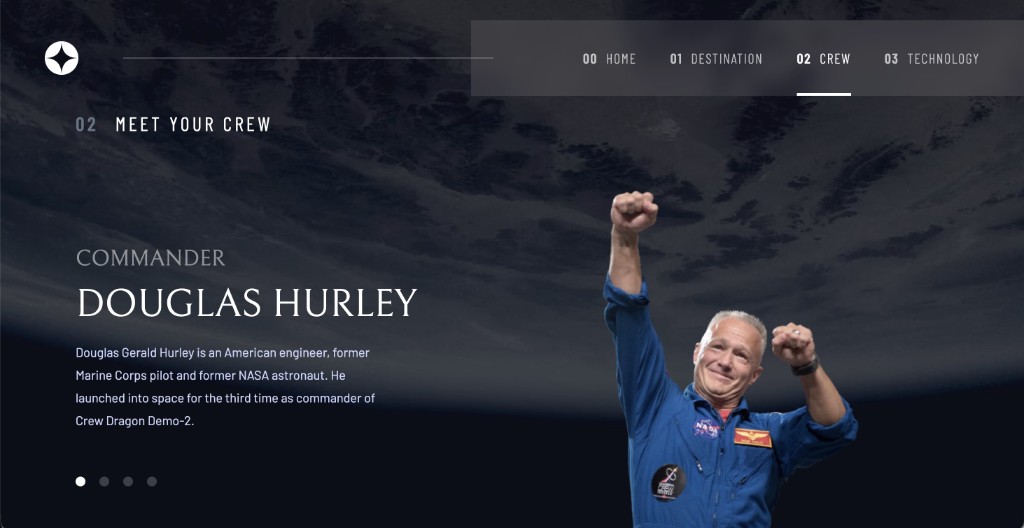 00 HOME 01 DESTINATION 02 CREW 03 TECHNOLOGY
02 MEET YOUR CREW
COMMANDER
DOUGLAS HURLEY
Douglas Gerald Hurley is an American engineer, former
Marine Corps pilot and former NASA astronaut. He
launched into space for the third time as commander of
Crew Dragon Demo-2.
NASA